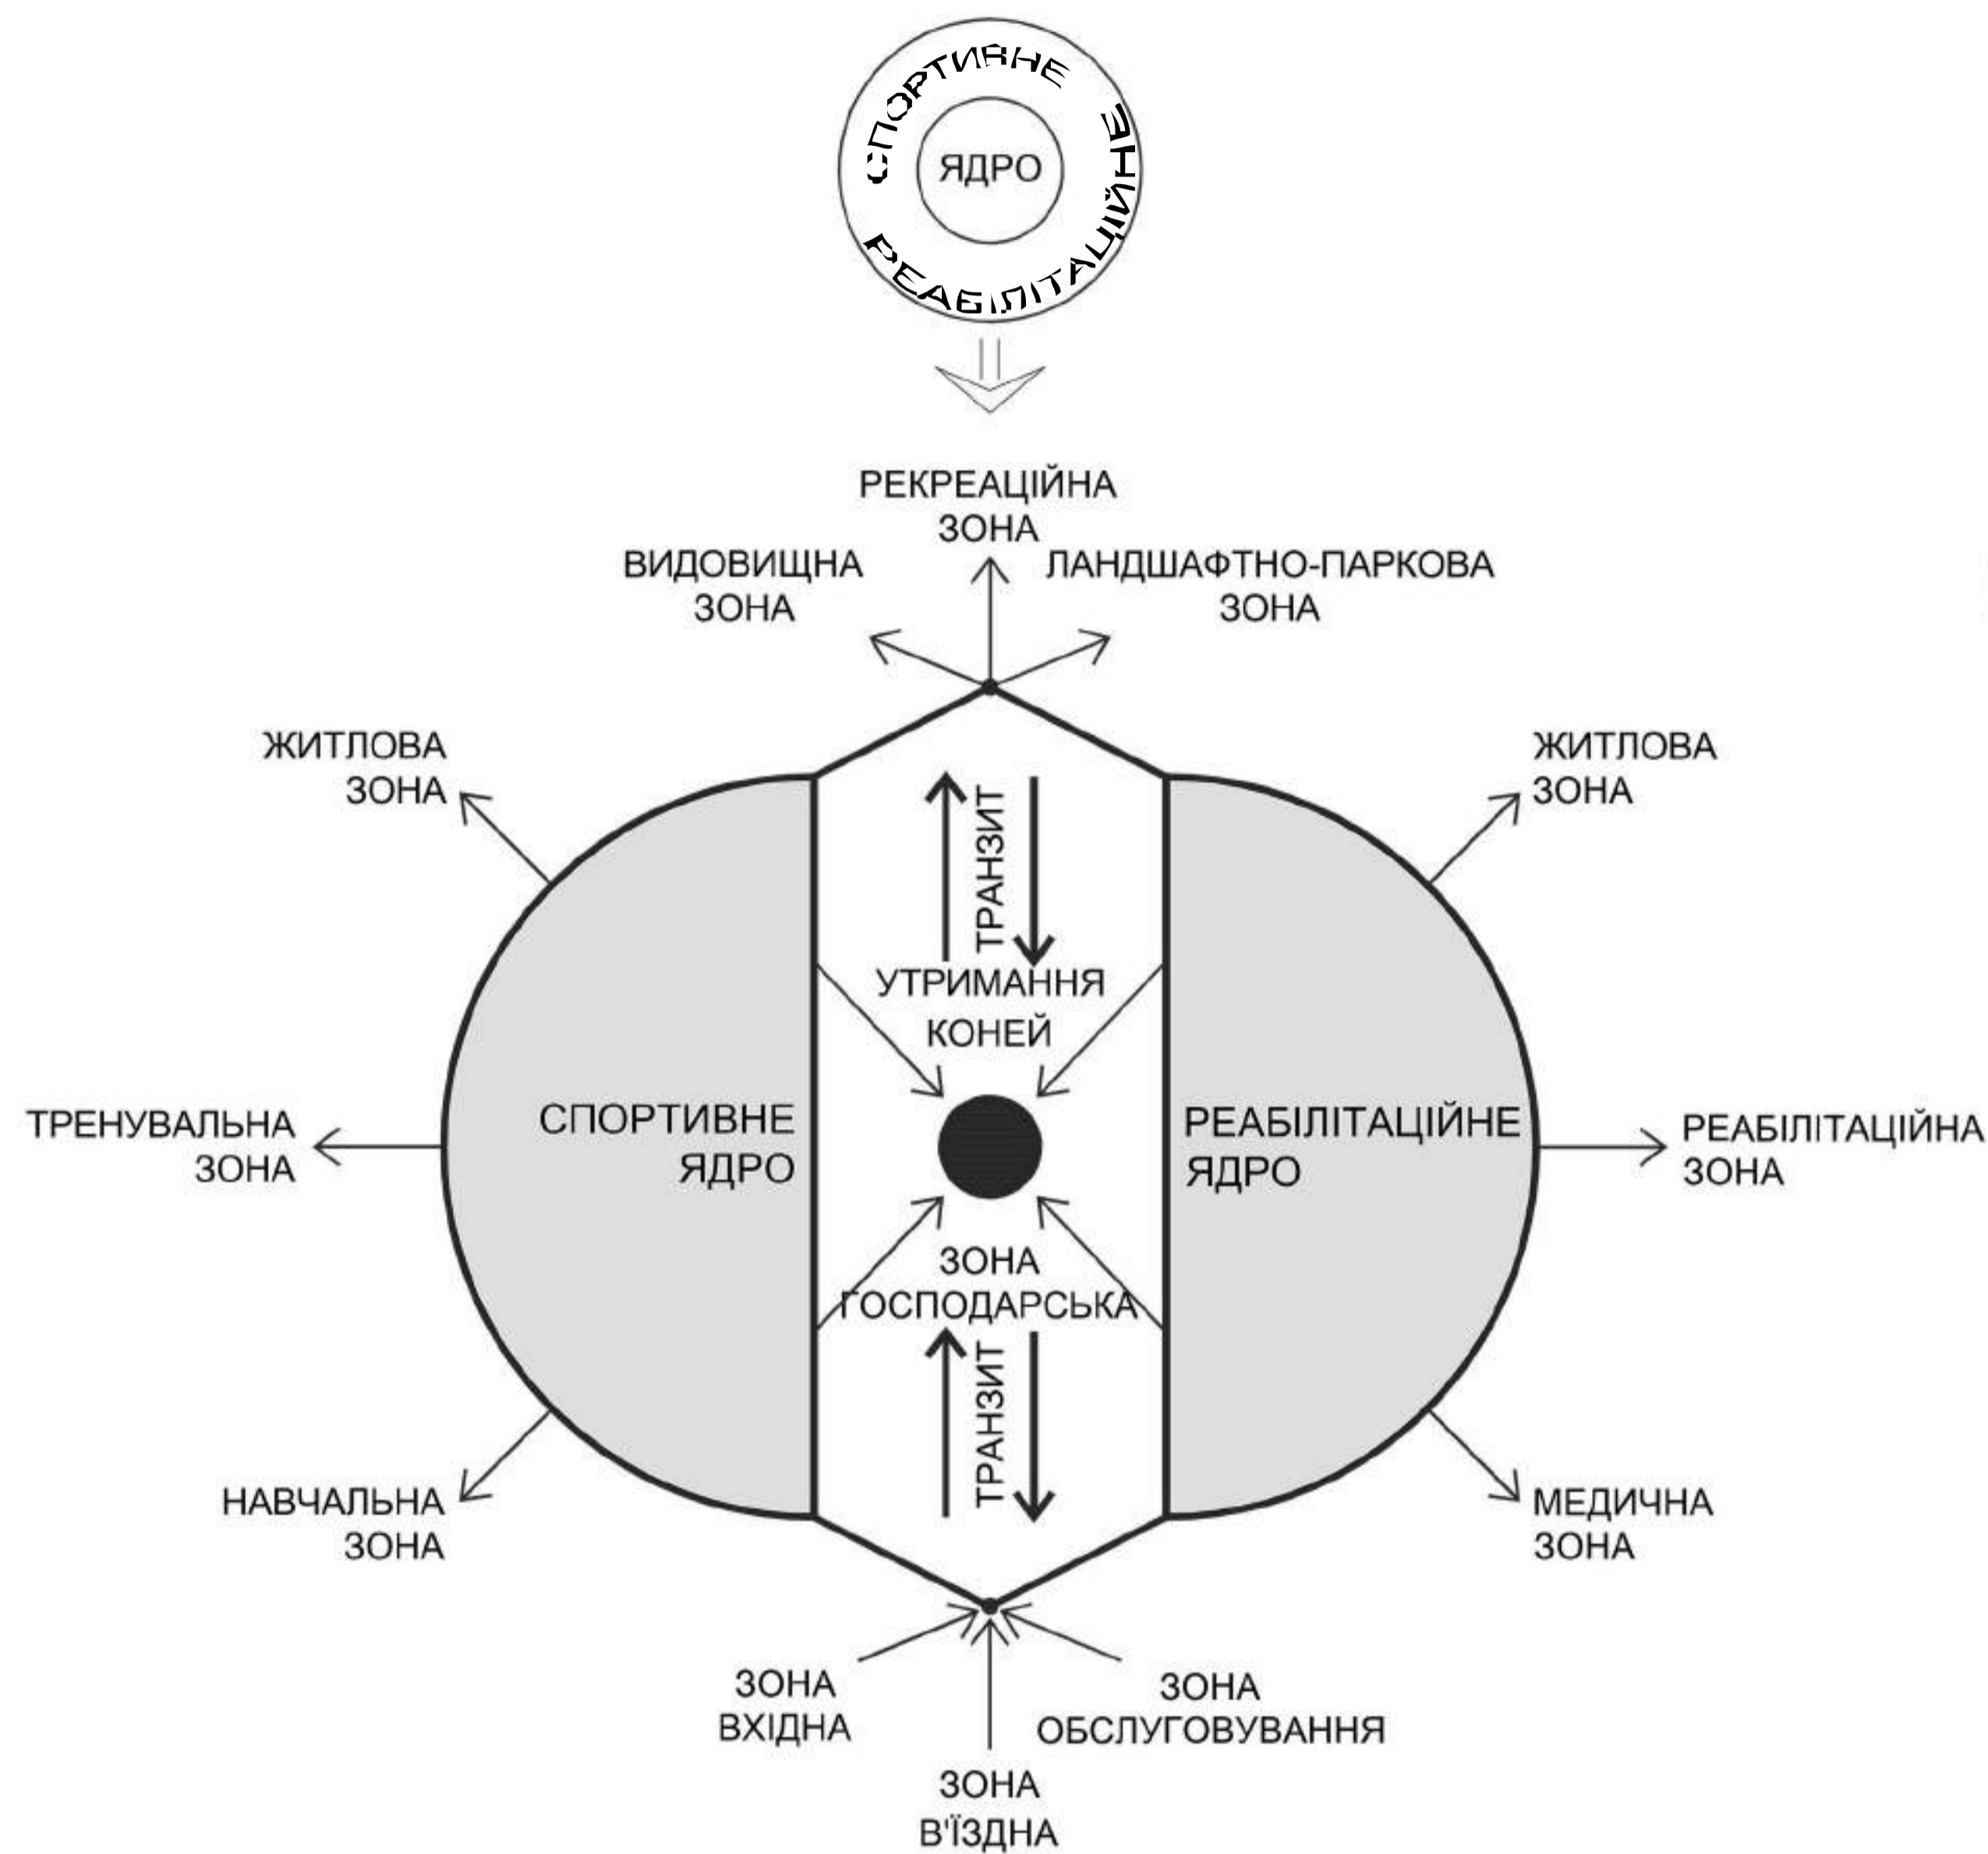 СПОРТИВНЕ
ЯДРО
РЕАБІЛІТАЦІЙНЕ
РЕКРЕАЦІЙНА
ЗОНА
ВИДОВИЩНА
ЗОНА
ЛАНДШАФТНО-ПАРКОВА
ЗОНА
ЖИТЛОВА
ЗОНА
ЖИТЛОВА
ЗОНА
ТРАНЗИТ
УТРИМАННЯ
КОНЕЙ
ТРЕНУВАЛЬНА
ЗОНА
СПОРТИВНЕ
ЯДРО
РЕАБІЛІТАЦІЙНЕ
ЯДРО
РЕАБІЛІТАЦІЙНА
ЗОНА
ЗОНА
ГОСПОДАРСЬКА
ТРАНЗИТ
НАВЧАЛЬНА
ЗОНА
МЕДИЧНА
ЗОНА
ЗОНА
ВХІДНА
ЗОНА
ОБСЛУГОВУВАННЯ
ЗОНА
В'ЇЗДНА